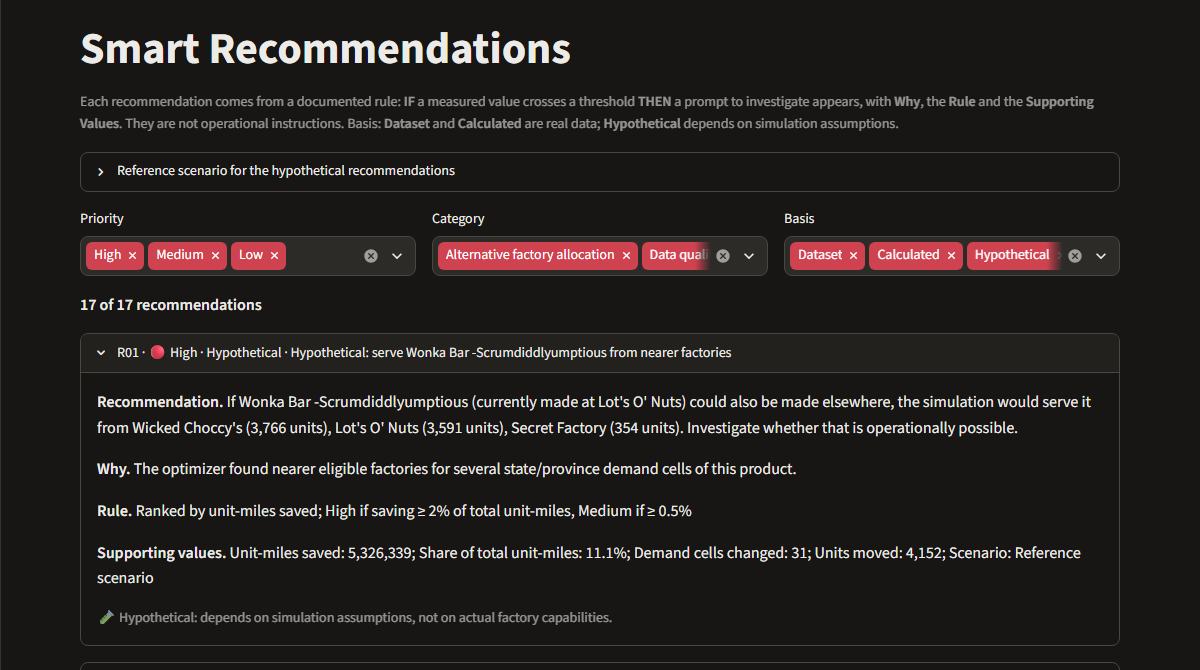 Smart Recommendations
Each recommendation comes from a documented rule: IF a measured value crosses a threshold THEN a prompt to investigate appears, with Why, the Rule and the Supporting
Values. They are not operational instructions. Basis: Dataset and Calculated are real data; Hypothetical depends on simulation assumptions.
Reference scenario for the hypothetical recommendations
Priority Category Basis
High × Medium × Low × Alternative factory allocation × Data quali Dataset × Calculated × Hypothetical
17 of 17 recommendations
R01 · High · Hypothetical · Hypothetical: serve Wonka Bar -Scrumdiddlyumptious from nearer factories
Recommendation. If Wonka Bar -Scrumdiddlyumptious (currently made at Lot's O' Nuts) could also be made elsewhere, the simulation would serve it
from Wicked Choccy's (3,766 units), Lot's O' Nuts (3,591 units), Secret Factory (354 units). Investigate whether that is operationally possible.
Why. The optimizer found nearer eligible factories for several state/province demand cells of this product.
Rule. Ranked by unit-miles saved; High if saving ≥ 2% of total unit-miles, Medium if ≥ 0.5%
Supporting values. Unit-miles saved: 5,326,339; Share of total unit-miles: 11.1%; Demand cells changed: 31; Units moved: 4,152; Scenario: Reference
scenario
Hypothetical: depends on simulation assumptions, not on actual factory capabilities.